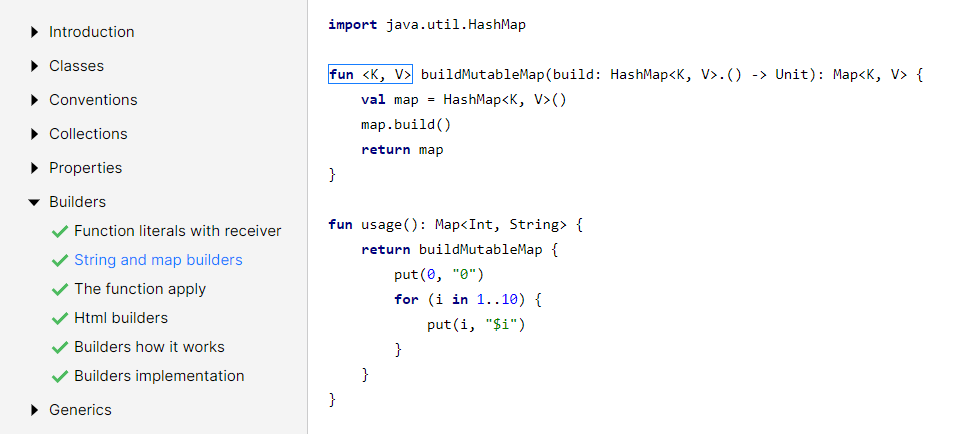 Introduction
Classes
Conventions
Collections
Properties
Builders
Function literals with receiver
String and map builders
The function apply
Html builders
Builders how it works
Builders implementation
Generics
import java.util.HashMap
fun <K, V> buildMutableMap(build: HashMap<K, V>.() -> Unit): Map<K, V> {
    val map = HashMap<K, V>()
    map.build()
    return map
}
fun usage(): Map<Int, String> {
    return buildMutableMap {
        put(0, "0")
        for (i in 1..10) {
            put(i, "$i")
        }
    }
}